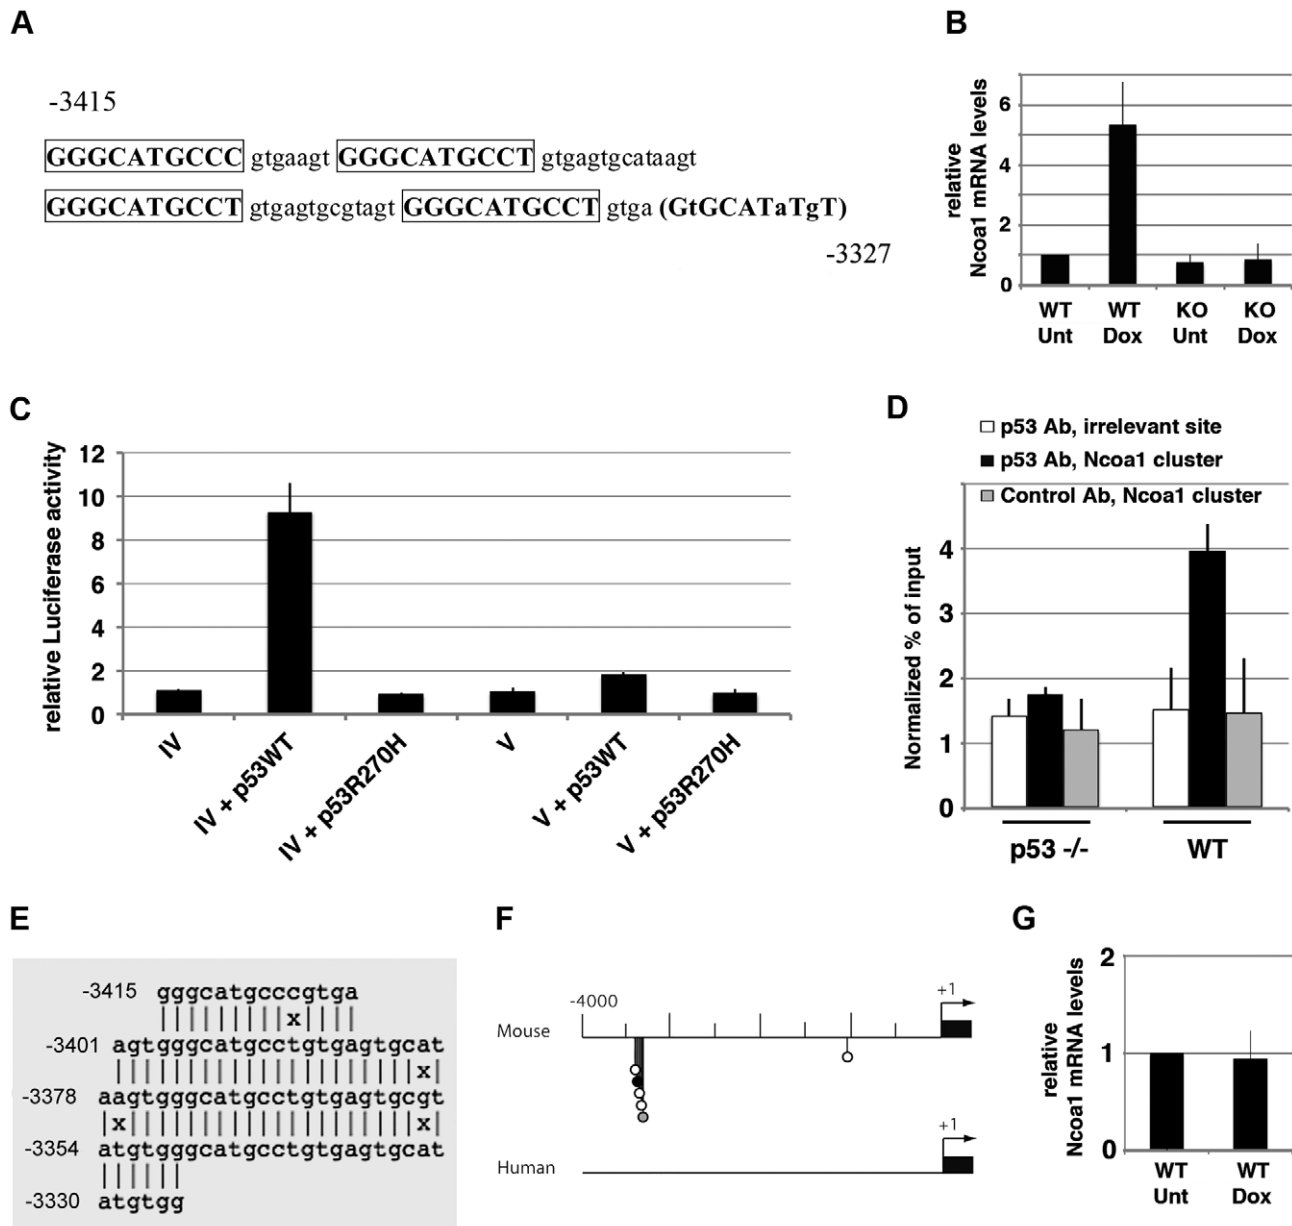 A
-3415
GGGCATGCCC gtgaagt GGGCATGCCT gtgagtgcataagt
GGGCATGCCT gtgagtgcgtagt GGGCATGCCT gtga (GtGCATaTgT)
-3327
B
relative
Ncoa1 mRNA levels
6
4
2
0
WT
Unt
WT
Dox
KO
Unt
KO
Dox
C
relative Luciferase activity
12
10
8
6
4
2
0
IV
IV + p53WT
IV + p53R270H
V
V + p53WT
V + p53R270H
D
p53 Ab, irrelevant site
p53 Ab, Ncoa1 cluster
Control Ab, Ncoa1 cluster
Normalized % of input
4
3
2
1
0
p53 -/-
WT
E
-3415 gggcatgcccgtga
x
-3401 agtgggcatgcctgtgagtgcat
x
-3378 aagtgggcatgcctgtgagtgcgt
x x
-3354 atgtgggcatgcctgtgagtgcat
-3330 atgtgg
F
-4000
+1
Mouse
+1
Human
G
relative
Ncoa1 mRNA levels
2
1
0
WT
Unt
WT
Dox